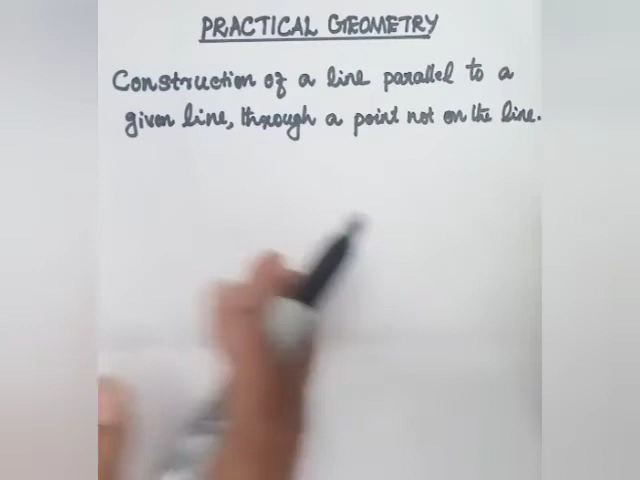 PRACTICAL GEOMETRY
Construction of a line parallel to a
given line, through a point not on the line.